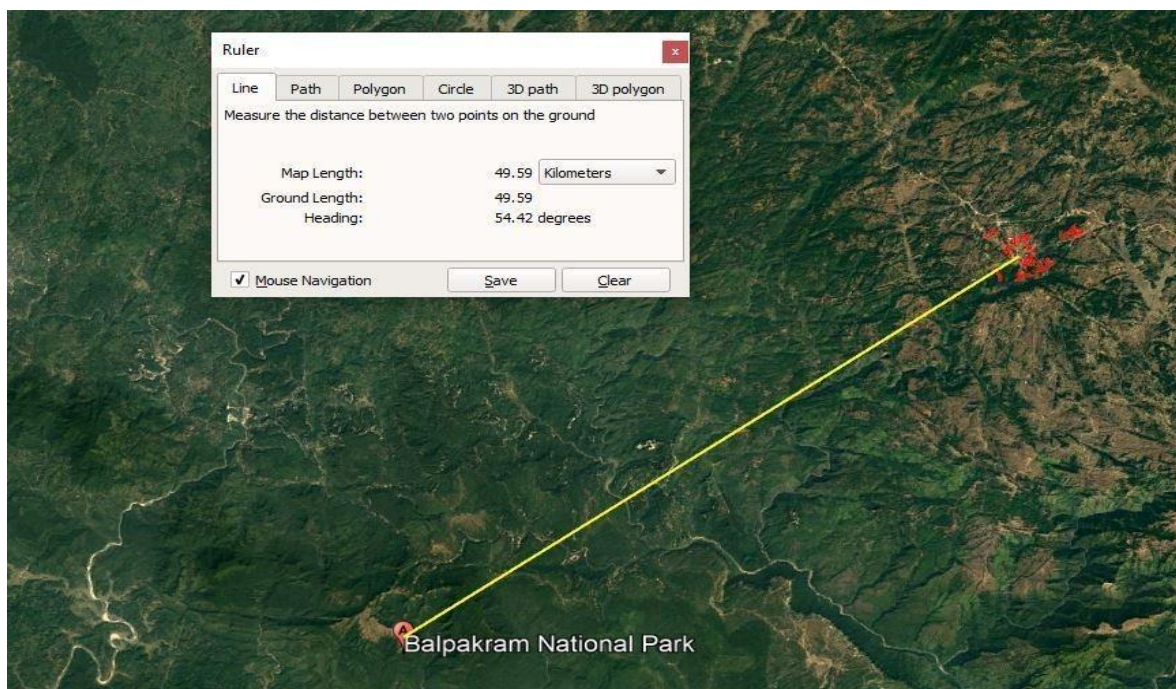 Ruler
x
Line Path Polygon Circle 3D path 3D polygon
Measure the distance between two points on the ground
Map Length: 49.59 Kilometers
Ground Length: 49.59
Heading: 54.42 degrees
Mouse Navigation Save Clear
A
Balpakram National Park